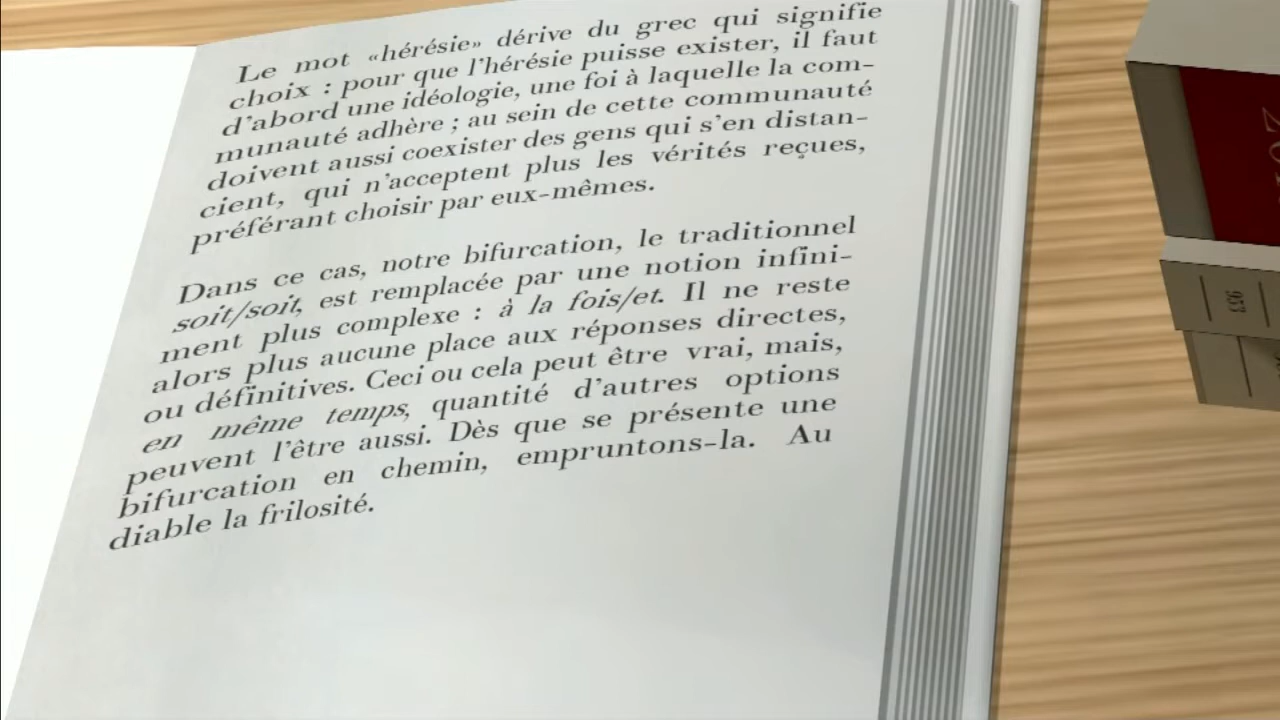 Le mot «hérésie» dérive du grec qui signifie
choix : pour que l'hérésie puisse exister, il faut
d'abord une idéologie, une foi à laquelle la com-
munauté adhère ; au sein de cette communauté
doivent aussi coexister des gens qui s'en distan-
cient, qui n'acceptent plus les vérités reçues,
préférant choisir par eux-mêmes.
Dans ce cas, notre bifurcation, le traditionnel
soit/soit, est remplacée par une notion infini-
ment plus complexe : à la fois/et. Il ne reste
alors plus aucune place aux réponses directes,
ou définitives. Ceci ou cela peut être vrai, mais,
en même temps, quantité d'autres options
peuvent l'être aussi. Dès que se présente une
bifurcation en chemin, empruntons-la. Au
diable la frilosité.